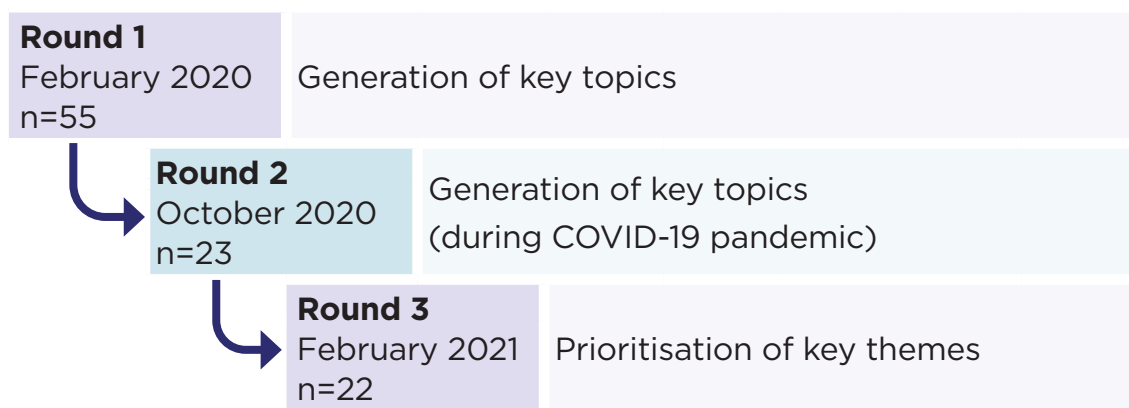 Round 1
February 2020
n=55
Generation of key topics
Round 2
October 2020
n=23
Generation of key topics
(during COVID-19 pandemic)
Round 3
February 2021
n=22
Prioritisation of key themes